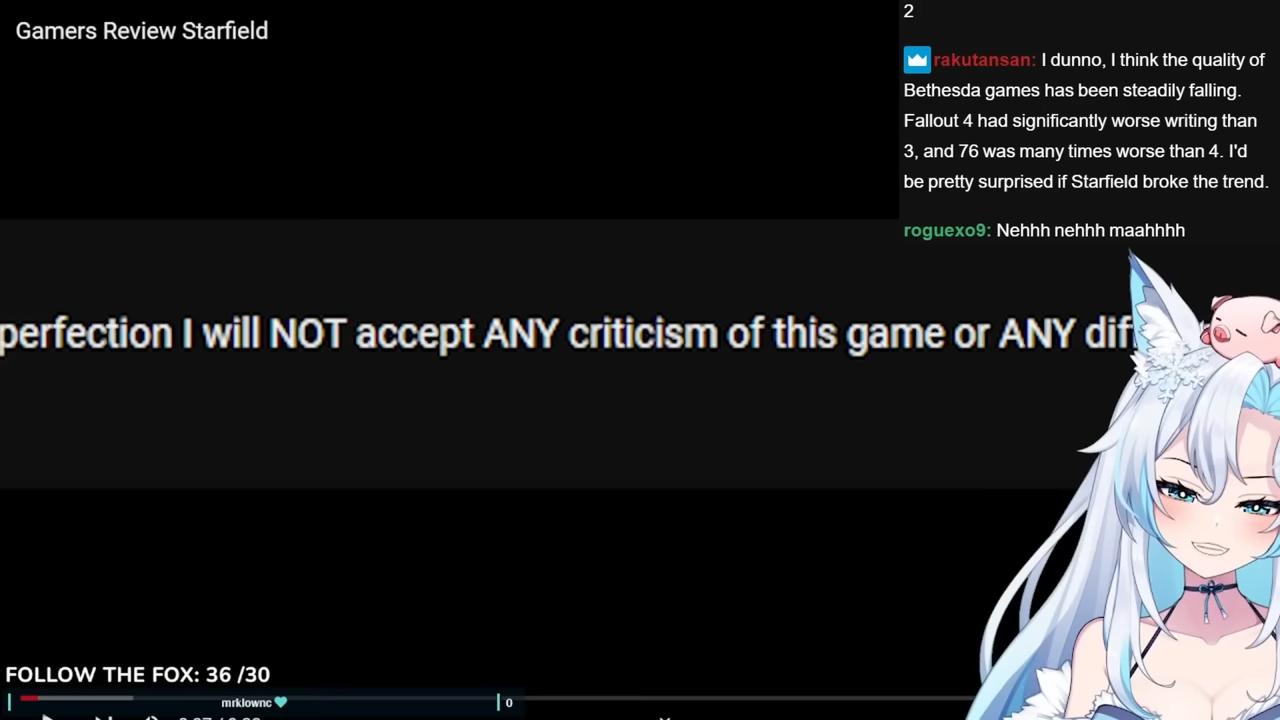 Gamers Review Starfield
2
rakutansan: I dunno, I think the quality of
Bethesda games has been steadily falling.
Fallout 4 had significantly worse writing than
3, and 76 was many times worse than 4. I'd
be pretty surprised if Starfield broke the trend.
roguexo9: Nehhh nehhh maahhhh
perfection I will NOT accept ANY criticism of this game or ANY dif
FOLLOW THE FOX: 36 /30
mrklownc
0